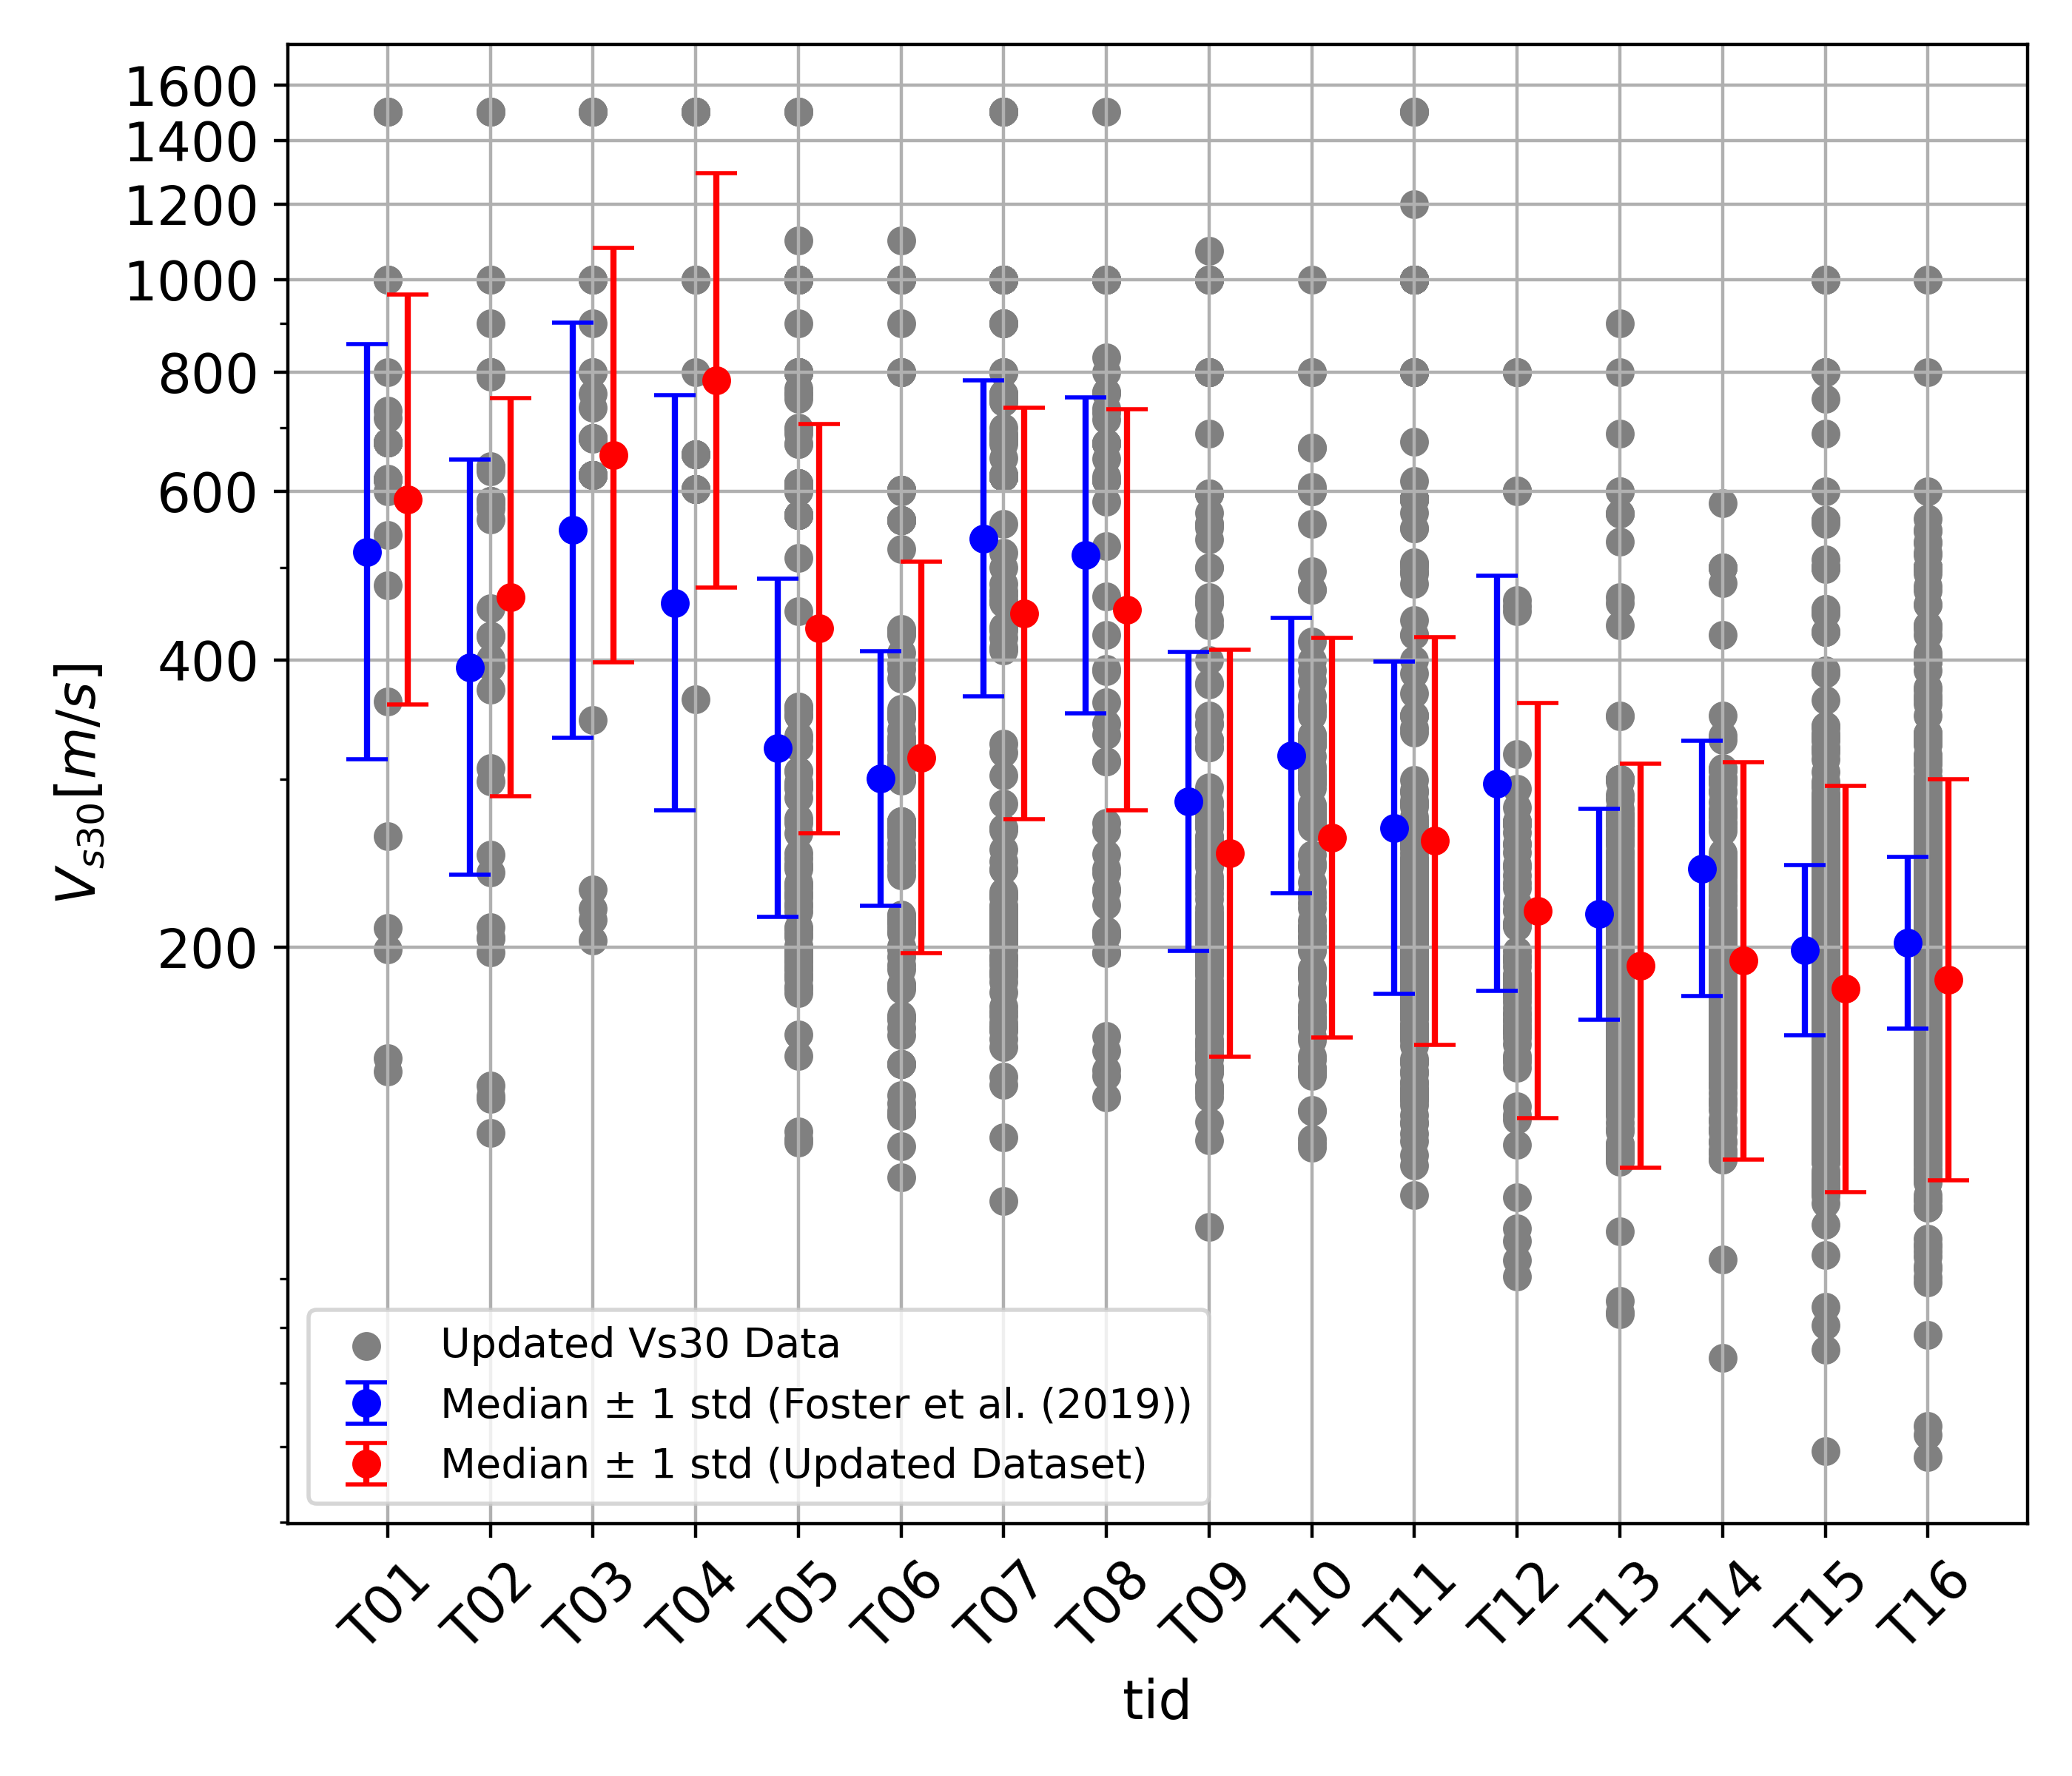 1600
1400
1200
1000
800
600
400
200
V_{s30}[m/s]
Updated Vs30 Data
Median ± 1 std (Foster et al. (2019))
Median ± 1 std (Updated Dataset)
T01 T02 T03 T04 T05 T06 T07 T08 T09 T10 T11 T12 T13 T14 T15 T16
tid